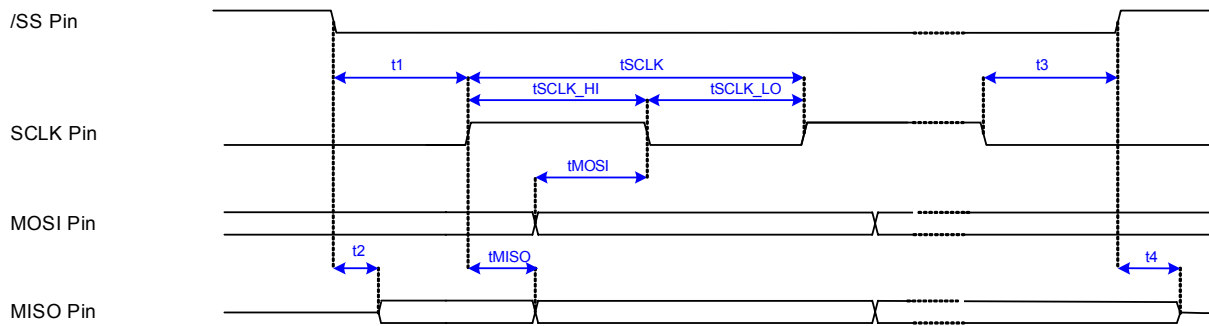 /SS Pin
t1
tSCLK
t3
tSCLK_HI
tSCLK_LO
SCLK Pin
tMOSI
MOSI Pin
t2
tMISO
t4
MISO Pin